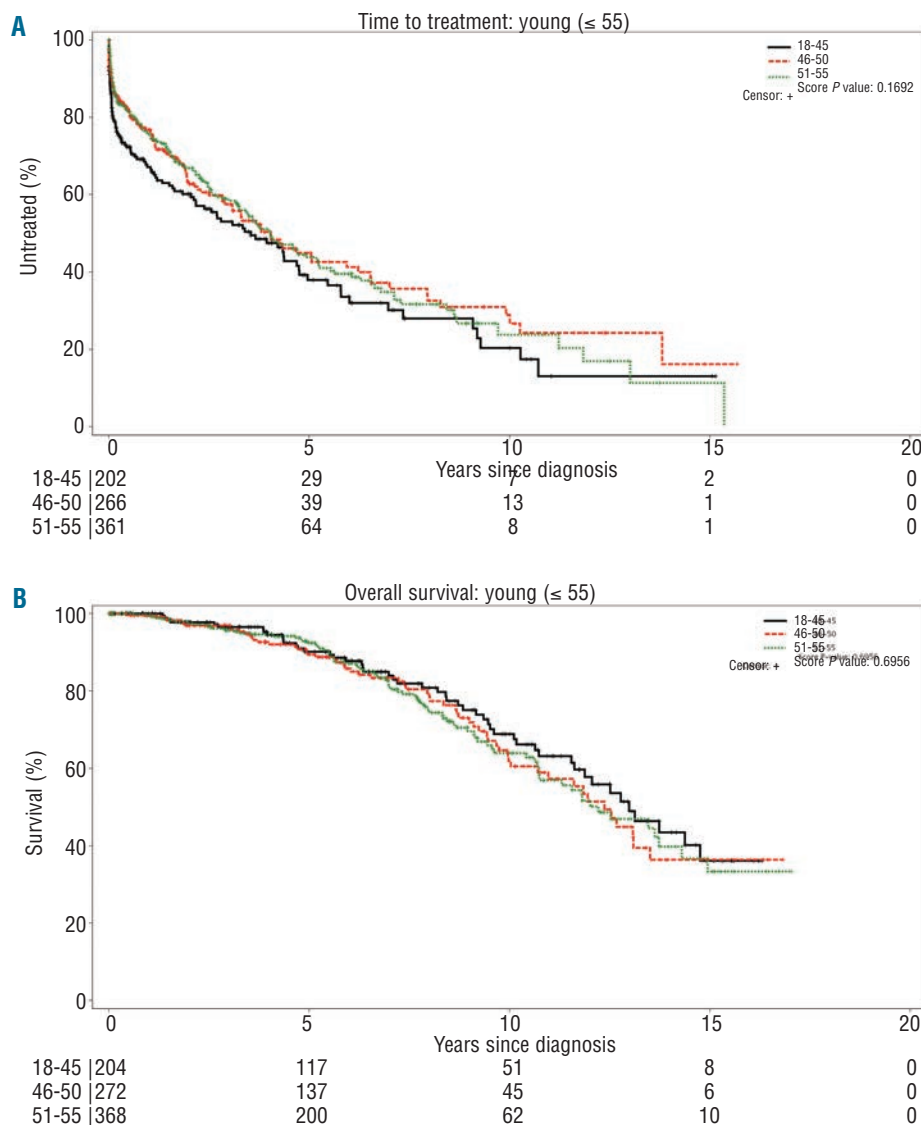 A
Time to treatment: young (≤ 55)
100
80
60
40
20
0
Untreated (%)
18-45
46-50
51-55
Score P value: 0.1692
Censor: +
0 5 10 15 20
Years since diagnosis
18-45 |202 29 7 2 0
46-50 |266 39 13 1 0
51-55 |361 64 8 1 0
B
Overall survival: young (≤ 55)
100
80
60
40
20
0
Survival (%)
18-45
46-50
51-55
Score P value: 0.6956
Censor: +
0 5 10 15 20
Years since diagnosis
18-45 |204 117 51 8 0
46-50 |272 137 45 6 0
51-55 |368 200 62 10 0